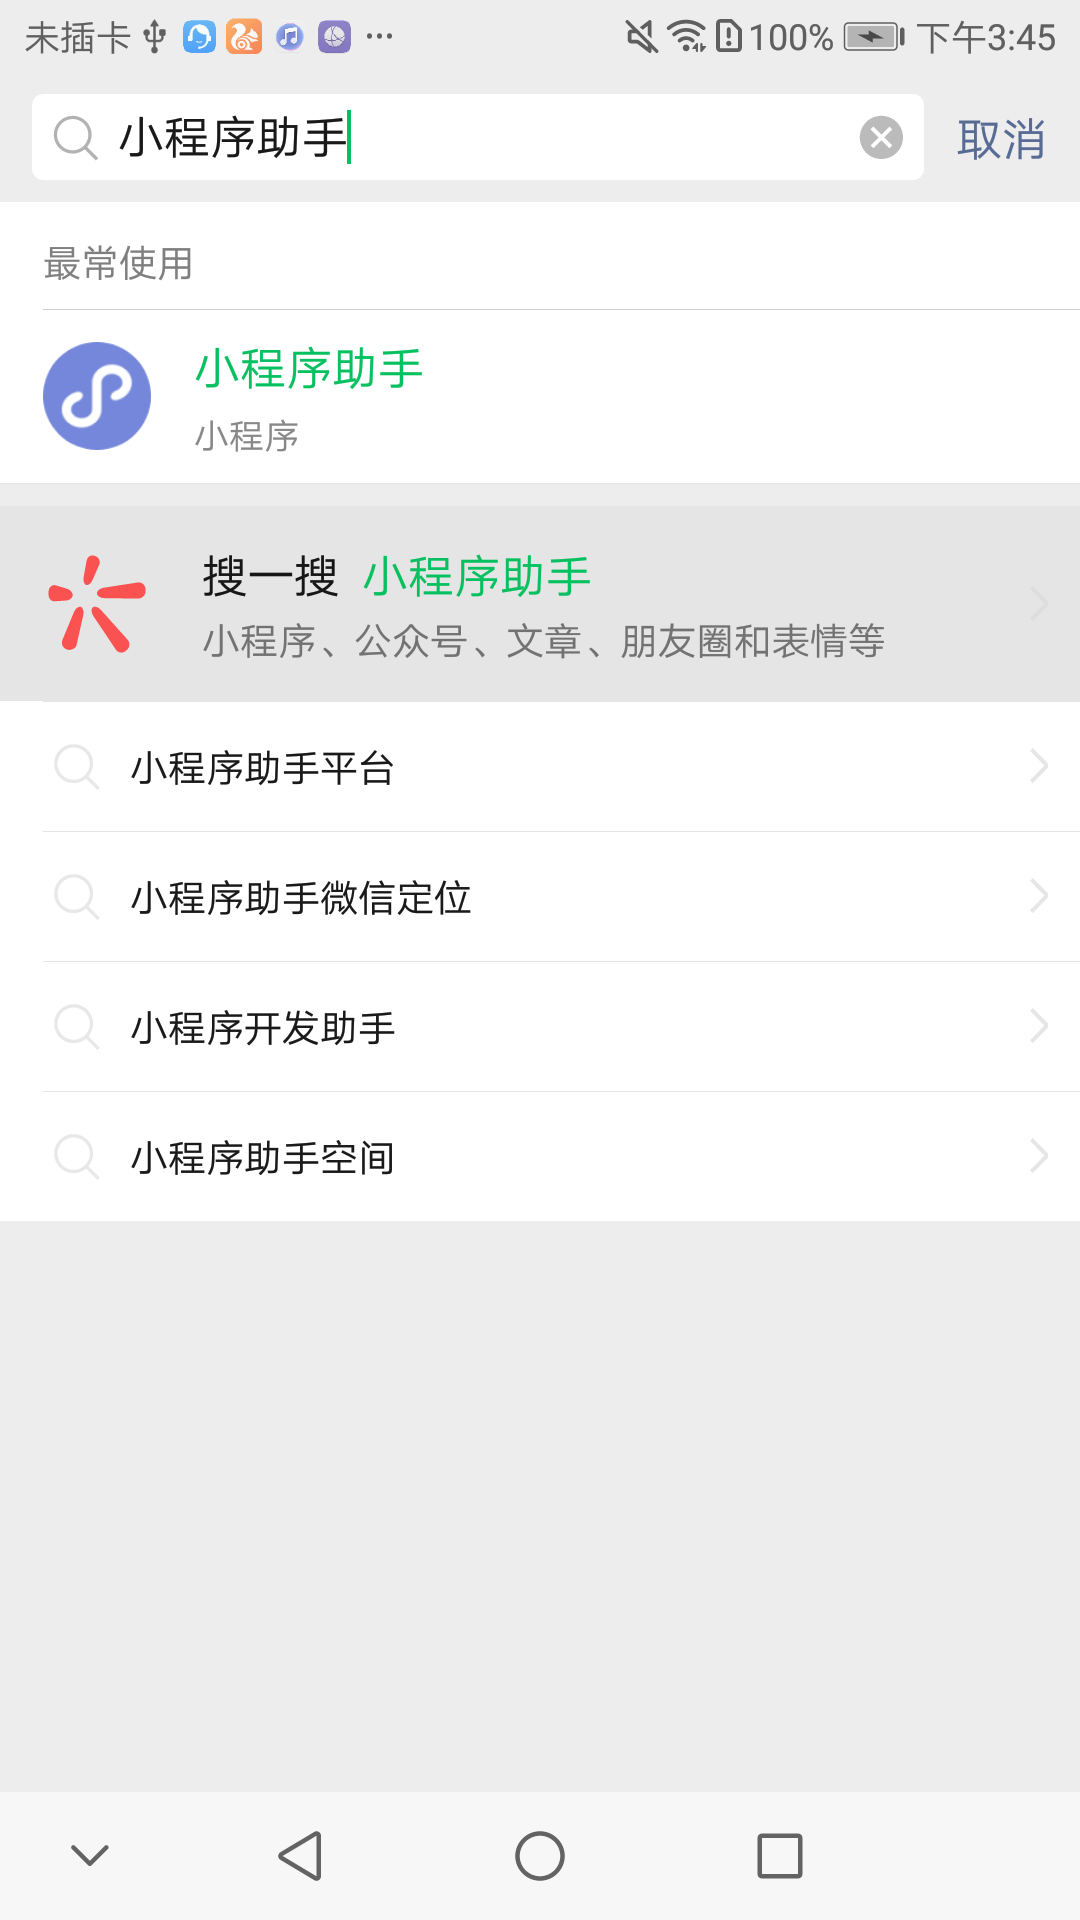 未插卡 100% 下午3:45
小程序助手 取消
最常使用
小程序助手
小程序
搜一搜 小程序助手
小程序、公众号、文章、朋友圈和表情等
小程序助手平台
小程序助手微信定位
小程序开发助手
小程序助手空间